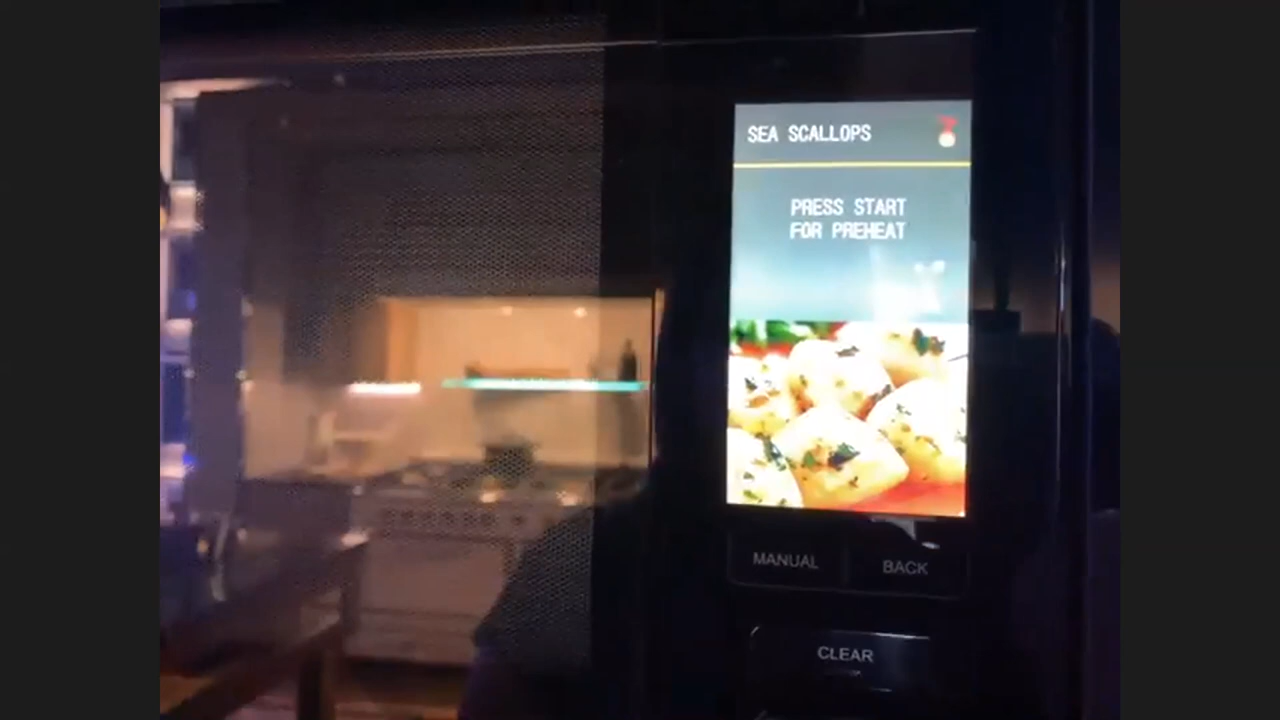 SEA SCALLOPS
PRESS START
FOR PREHEAT
MANUAL
BACK
CLEAR